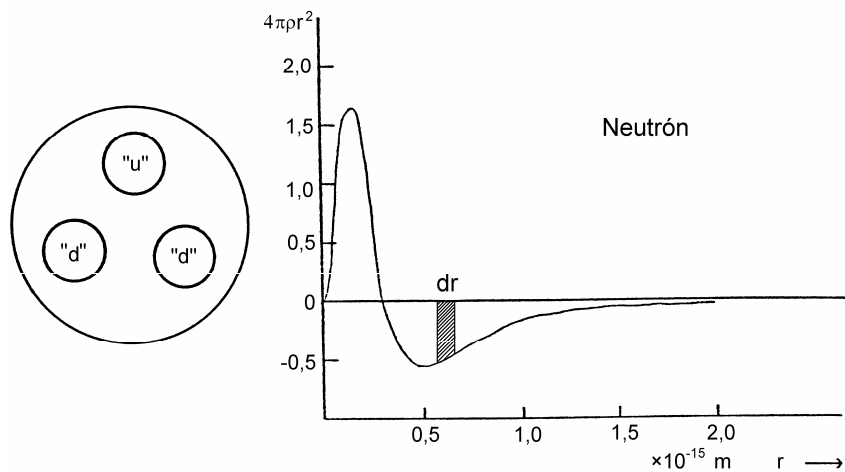 4πρr²
2,0
1,5
1,0
0,5
0
-0,5
Neutrón
dr
"u"
"d" "d"
0,5 1,0 1,5 2,0
×10⁻¹⁵ m r →